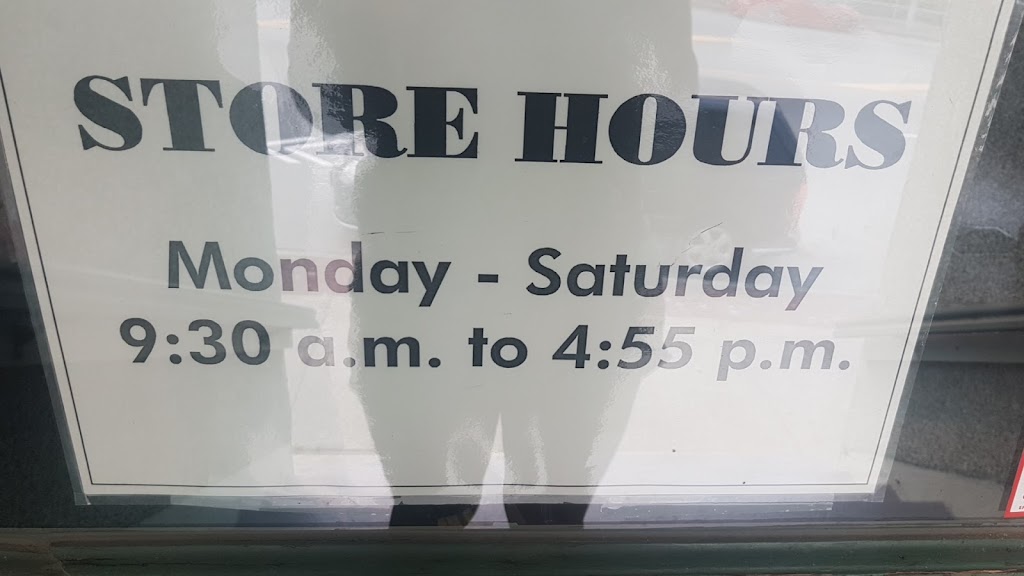 STORE HOURS
Monday - Saturday
9:30 a.m. to 4:55 p.m.